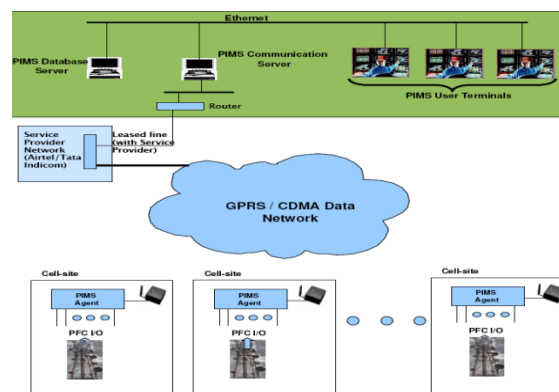 Ethernet
PIMS Database
Server
PIMS Communication
Server
PIMS User Terminals
Router
Service
Provider
Network
(Airtel/Tata
Indicom)
Leased line
(with Service
Provider)
GPRS / CDMA Data
Network
Cell-site
PIMS
Agent
PFC I/O
Cell-site
PIMS
Agent
PFC I/O
Cell-site
PIMS
Agent
PFC I/O